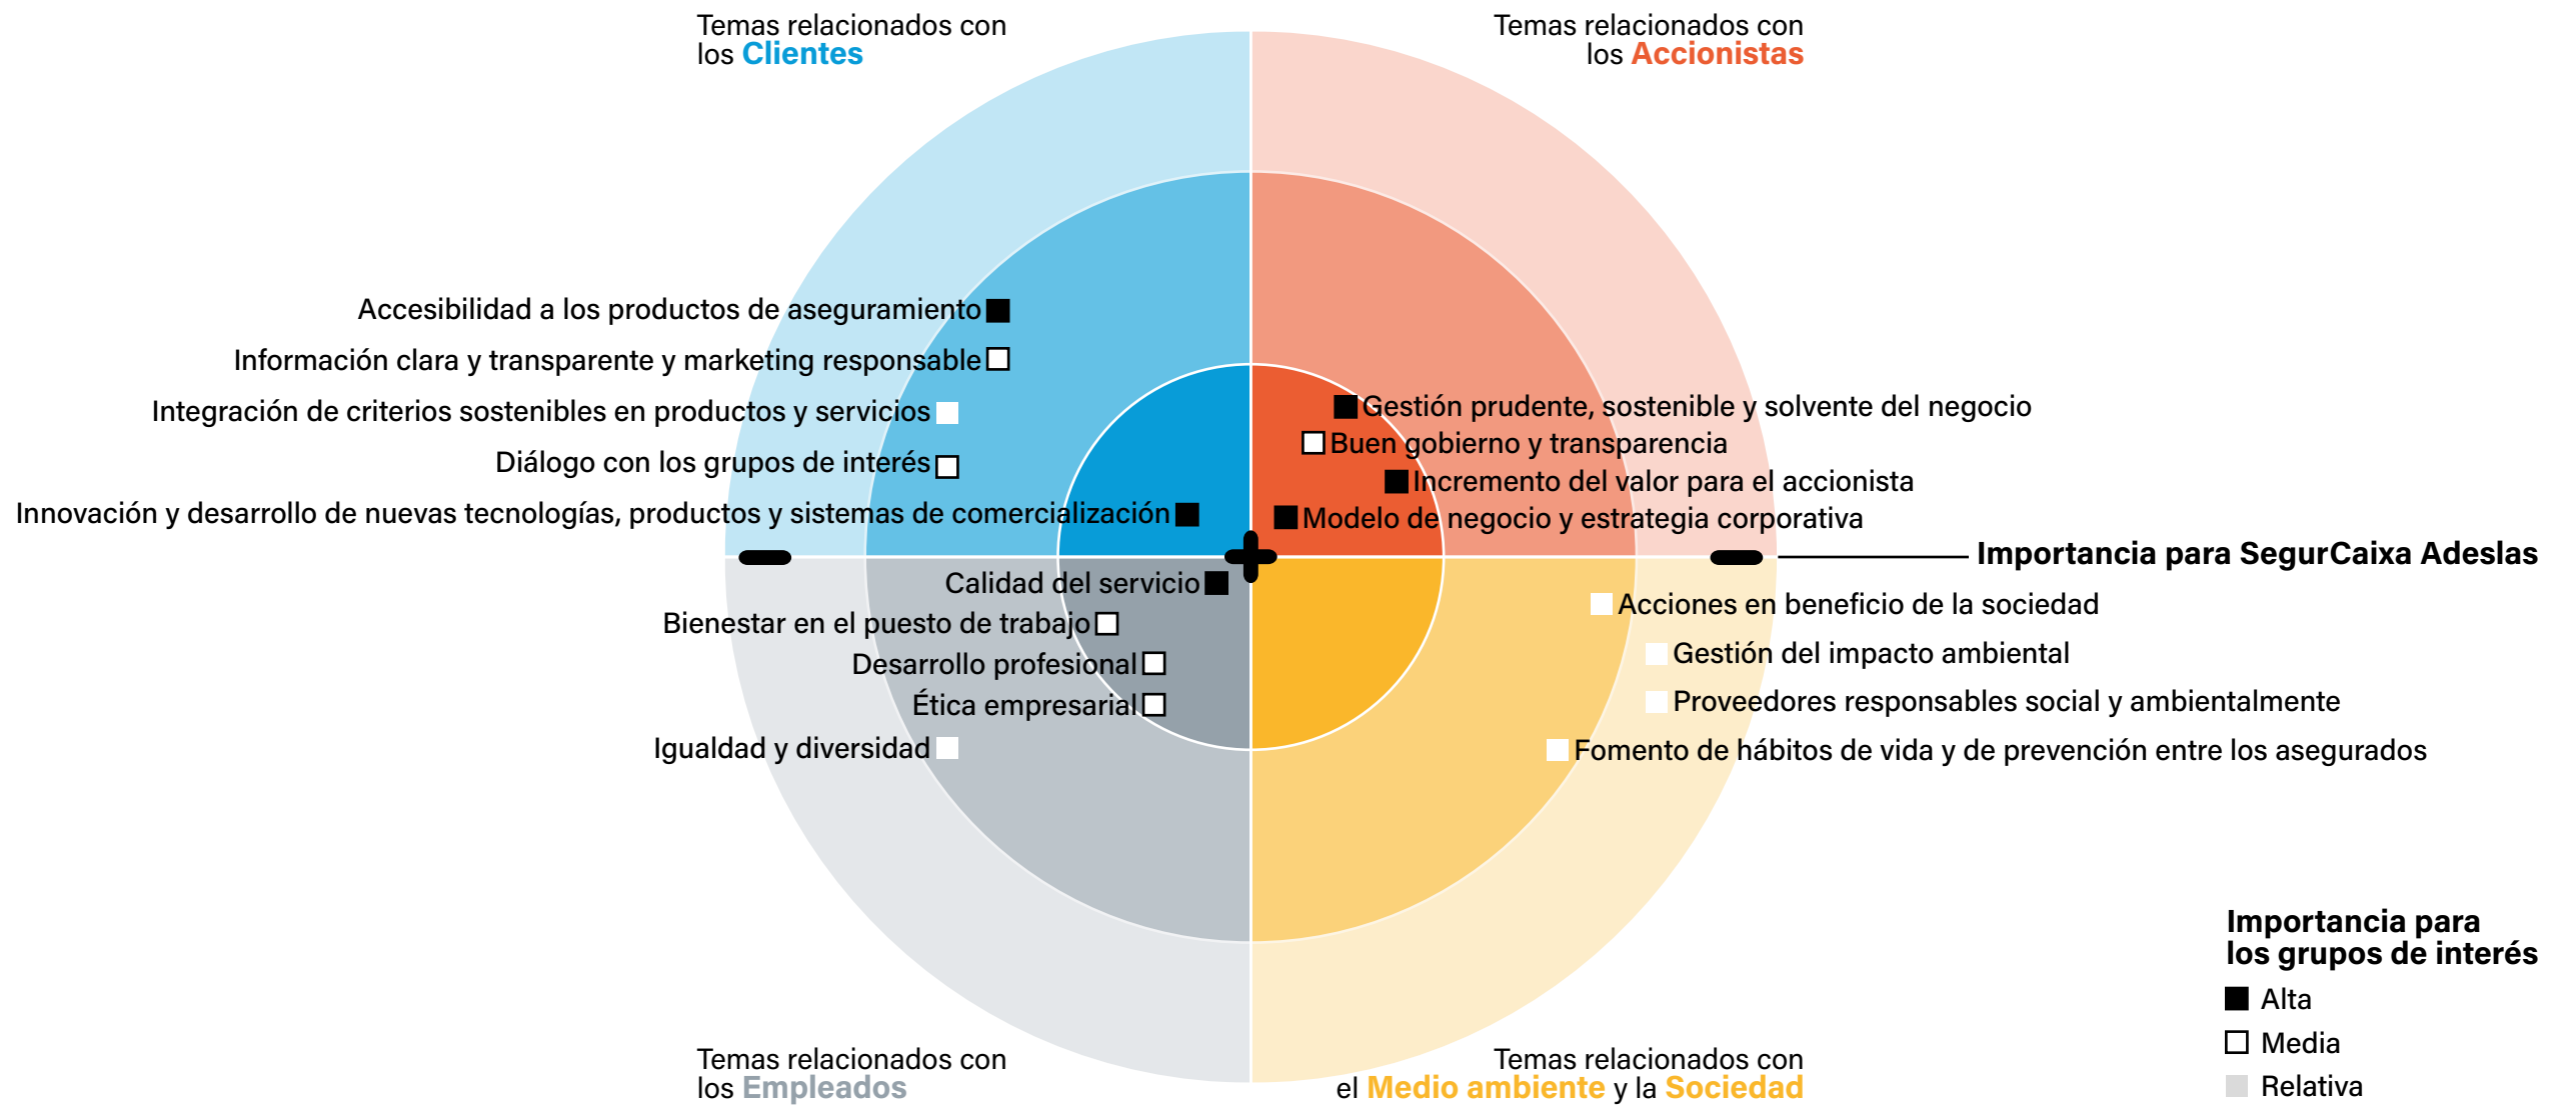 Temas relacionados con
los Clientes
Temas relacionados con
los Accionistas
Accesibilidad a los productos de aseguramiento
Información clara y transparente y marketing responsable
Integración de criterios sostenibles en productos y servicios
Diálogo con los grupos de interés
Innovación y desarrollo de nuevas tecnologías, productos y sistemas de comercialización
Gestión prudente, sostenible y solvente del negocio
Buen gobierno y transparencia
Incremento del valor para el accionista
Modelo de negocio y estrategia corporativa
Importancia para SegurCaixa Adeslas
Calidad del servicio
Bienestar en el puesto de trabajo
Desarrollo profesional
Ética empresarial
Igualdad y diversidad
Acciones en beneficio de la sociedad
Gestión del impacto ambiental
Proveedores responsables social y ambientalmente
Fomento de hábitos de vida y de prevención entre los asegurados
Temas relacionados con
los Empleados
Temas relacionados con
el Medio ambiente y la Sociedad
Importancia para
los grupos de interés
Alta
Media
Relativa